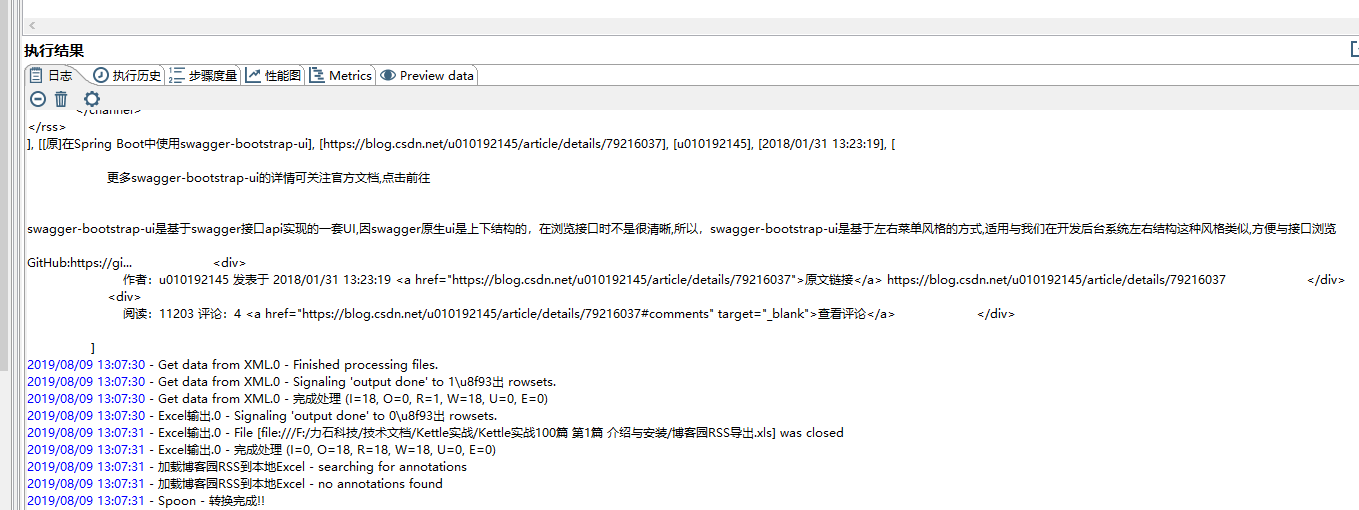 执行结果
日志 执行历史 步骤度量 性能图 Metrics Preview data
</channel>
</rss>
], [[原]在Spring Boot中使用swagger-bootstrap-ui], [https://blog.csdn.net/u010192145/article/details/79216037], [u010192145], [2018/01/31 13:23:19], [
更多swagger-bootstrap-ui的详情可关注官方文档,点击前往
swagger-bootstrap-ui是基于swagger接口api实现的一套UI,因swagger原生ui是上下结构的，在浏览接口时不是很清晰,所以，swagger-bootstrap-ui是基于左右菜单风格的方式,适用与我们在开发后台系统左右结构这种风格类似,方便与接口浏览
GitHub:https://gi... <div>
作者：u010192145 发表于 2018/01/31 13:23:19 <a href="https://blog.csdn.net/u010192145/article/details/79216037">原文链接</a> https://blog.csdn.net/u010192145/article/details/79216037 </div>
<div>
阅读：11203 评论：4 <a href="https://blog.csdn.net/u010192145/article/details/79216037#comments" target="_blank">查看评论</a> </div>
]
2019/08/09 13:07:30 - Get data from XML.0 - Finished processing files.
2019/08/09 13:07:30 - Get data from XML.0 - Signaling 'output done' to 1\u8f93出 rowsets.
2019/08/09 13:07:30 - Get data from XML.0 - 完成处理 (I=18, O=0, R=1, W=18, U=0, E=0)
2019/08/09 13:07:30 - Excel输出.0 - Signaling 'output done' to 0\u8f93出 rowsets.
2019/08/09 13:07:31 - Excel输出.0 - File [file:///F:/力石科技/技术文档/Kettle实战/Kettle实战100篇 第1篇 介绍与安装/博客园RSS导出.xls] was closed
2019/08/09 13:07:31 - Excel输出.0 - 完成处理 (I=0, O=18, R=18, W=18, U=0, E=0)
2019/08/09 13:07:31 - 加载博客园RSS到本地Excel - searching for annotations
2019/08/09 13:07:31 - 加载博客园RSS到本地Excel - no annotations found
2019/08/09 13:07:31 - Spoon - 转换完成!!